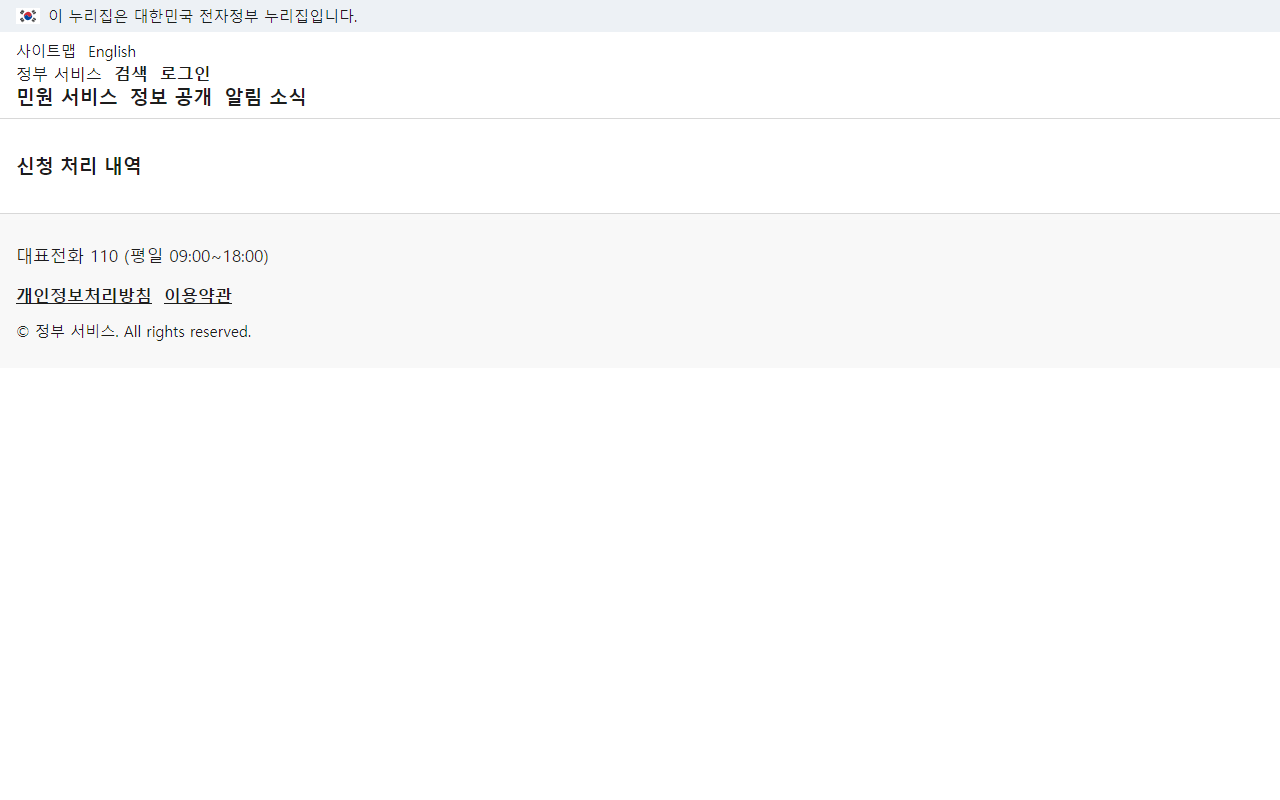 이 누리집은 대한민국 전자정부 누리집입니다.
사이트맵 English
정부 서비스 검색 로그인
민원 서비스 정보 공개 알림 소식
신청 처리 내역
대표전화 110 (평일 09:00~18:00)
개인정보처리방침 이용약관
© 정부 서비스. All rights reserved.